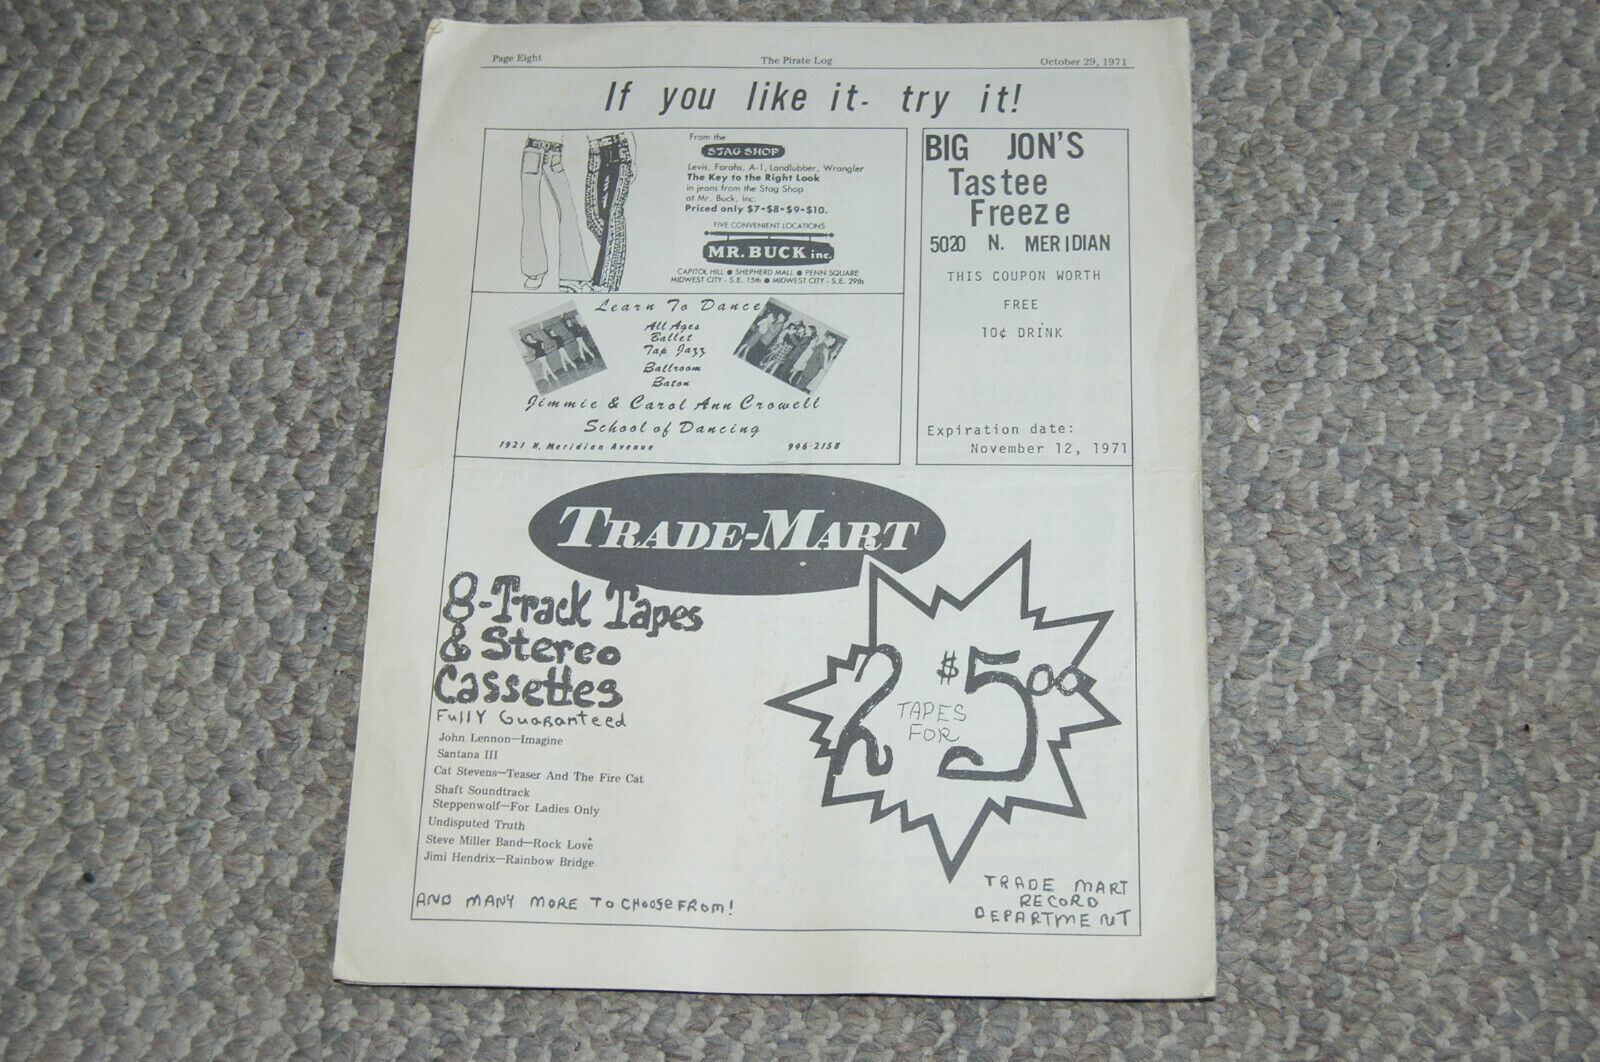 Page Eight
The Pirate Log
October 29, 1971
If you like it- try it!
From the
STAG SHOP
Levis, Farahs, A-1, Landlubber, Wrangler
The Key to the Right Look
in jeans from the Stag Shop
at Mr. Buck, Inc.
Priced only $7-$8-$9-$10.
FIVE CONVENIENT LOCATIONS
MR. BUCK inc.
CAPITOL HILL ● SHEPHERD MALL ● PENN SQUARE
MIDWEST CITY - S.E. 15th ● MIDWEST CITY - S.E. 29th
BIG JON'S
Tastee
Freeze
5020 N. MERIDIAN
THIS COUPON WORTH
FREE
10¢ DRINK
Expiration date:
November 12, 1971
Learn To Dance
All Ages
Ballet
Tap Jazz
Ballroom
Baton
Jimmie & Carol Ann Crowell
School of Dancing
1921 N. Meridian Avenue
946-2158
TRADE-MART
8-Track Tapes
& Stereo
Cassettes
Fully Guaranteed
John Lennon—Imagine
Santana III
Cat Stevens—Teaser And The Fire Cat
Shaft Soundtrack
Steppenwolf—For Ladies Only
Undisputed Truth
Steve Miller Band—Rock Love
Jimi Hendrix—Rainbow Bridge
AND MANY MORE TO CHOOSE FROM!
2 TAPES FOR $5.00
TRADE MART
RECORD
DEPARTMENT